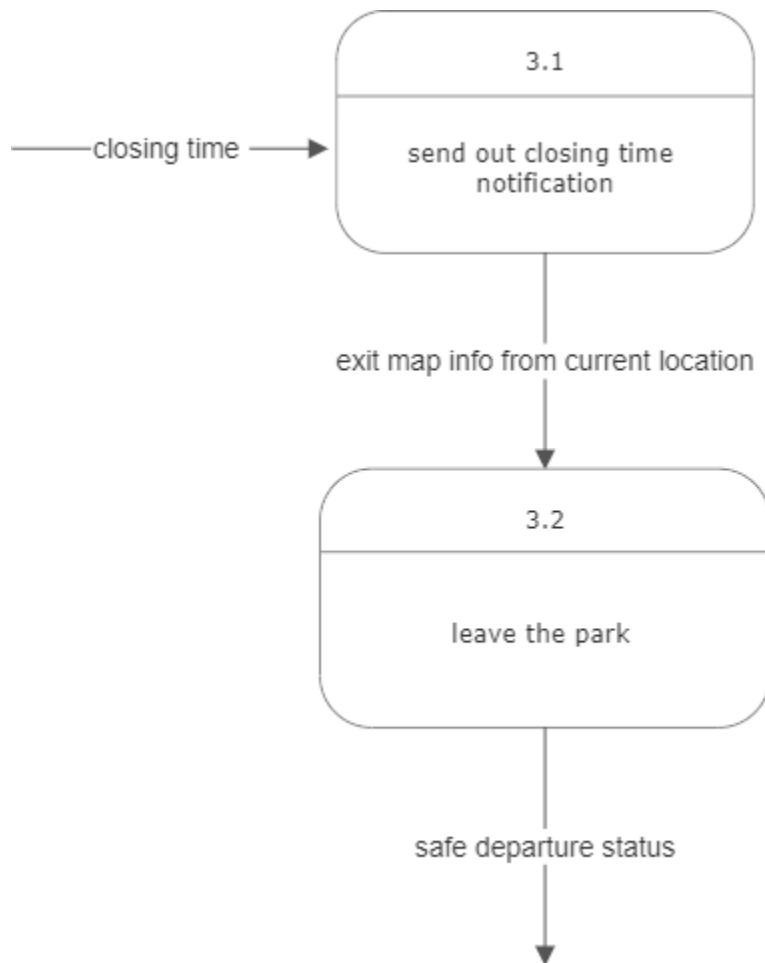 3.1
closing time
send out closing time
notification
exit map info from current location
3.2
leave the park
safe departure status